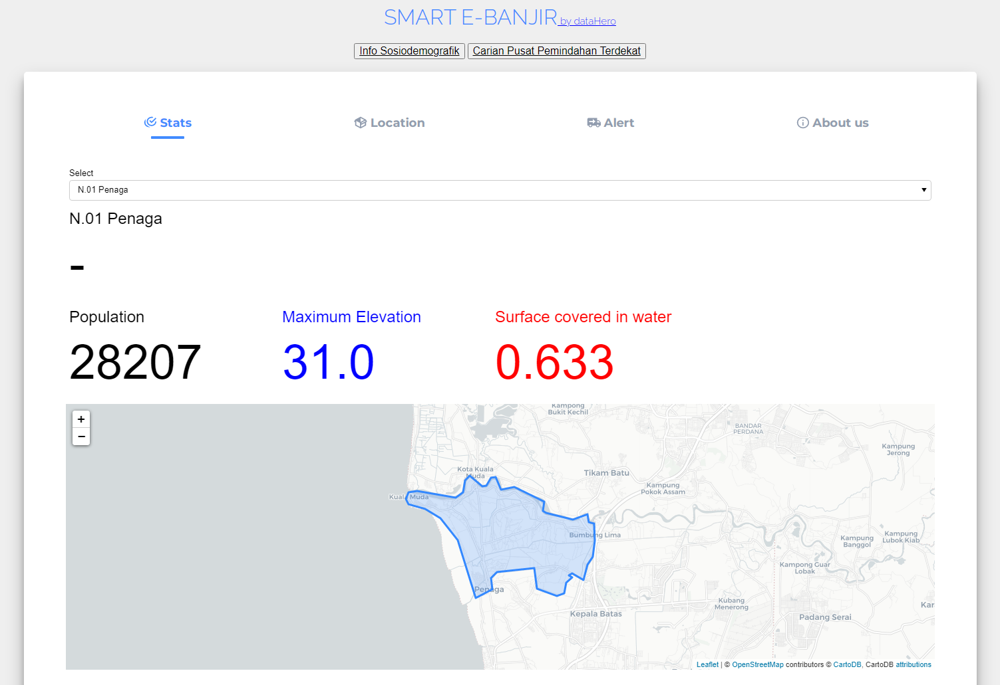 SMART E-BANJIR by dataHero
Info Sosiodemografik Carian Pusat Pemindahan Terdekat
Stats Location Alert About us
Select
N.01 Penaga
N.01 Penaga
-
Population Maximum Elevation Surface covered in water
28207 31.0 0.633
+
−
Kampung
Bukit Kechil
BANDAR
PERDANA
Kampung
Jerong
Kota Kuala
Muda
Tikam Batu
Kampung
Pokok Assam
Kuala Muda
Bumbung Lima
Kampung
Banggol
Kampung
Lubok Kiab
Kampong Guar
Lobak
Penaga
Kubang
Menerong
Kar
Kepala Batas
Padang Serai
Leaflet | © OpenStreetMap contributors © CartoDB, CartoDB attributions